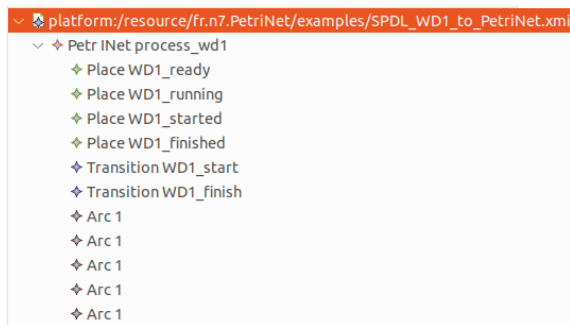 platform:/resource/fr.n7.PetriNet/examples/SPDL_WD1_to_PetriNet.xmi
Petr INet process_wd1
Place WD1_ready
Place WD1_running
Place WD1_started
Place WD1_finished
Transition WD1_start
Transition WD1_finish
Arc 1
Arc 1
Arc 1
Arc 1
Arc 1